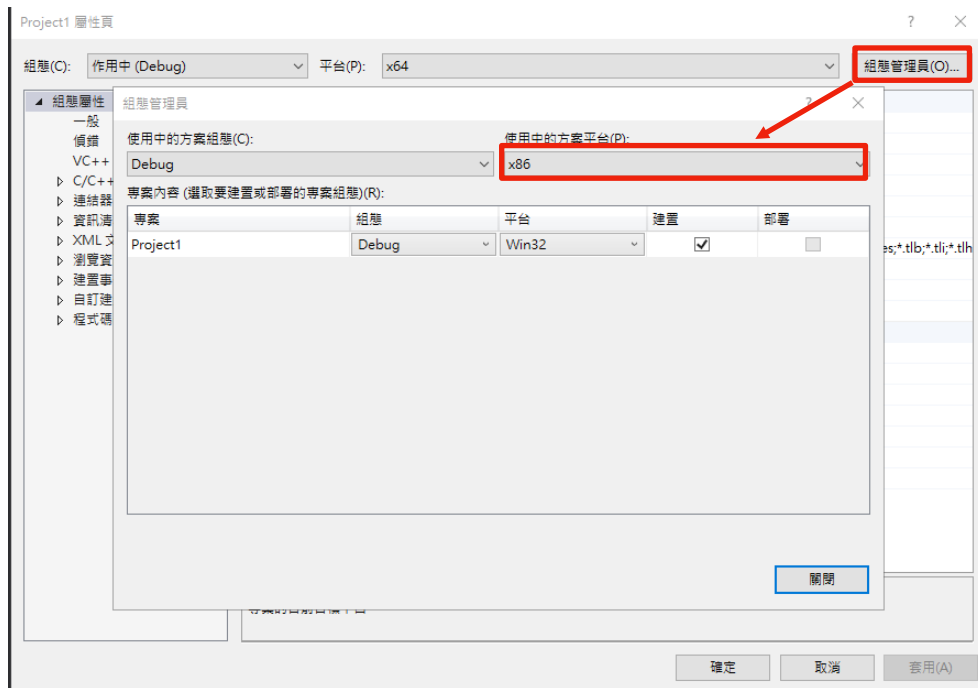 Project1 屬性頁
組態(C): 作用中 (Debug) 平台(P): x64 組態管理員(O)...
組態屬性
一般
偵錯
VC++
C/C++
連結器
資訊清
XML 文
瀏覽資
建置事
自訂建
程式碼
組態管理員
使用中的方案組態(C): 使用中的方案平台(P):
Debug x86
專案內容 (選取要建置或部署的專案組態)(R):
專案 組態 平台 建置 部署
Project1 Debug Win32
es;*.tlb;*.tli;*.tlh
關閉
確定 取消 套用(A)